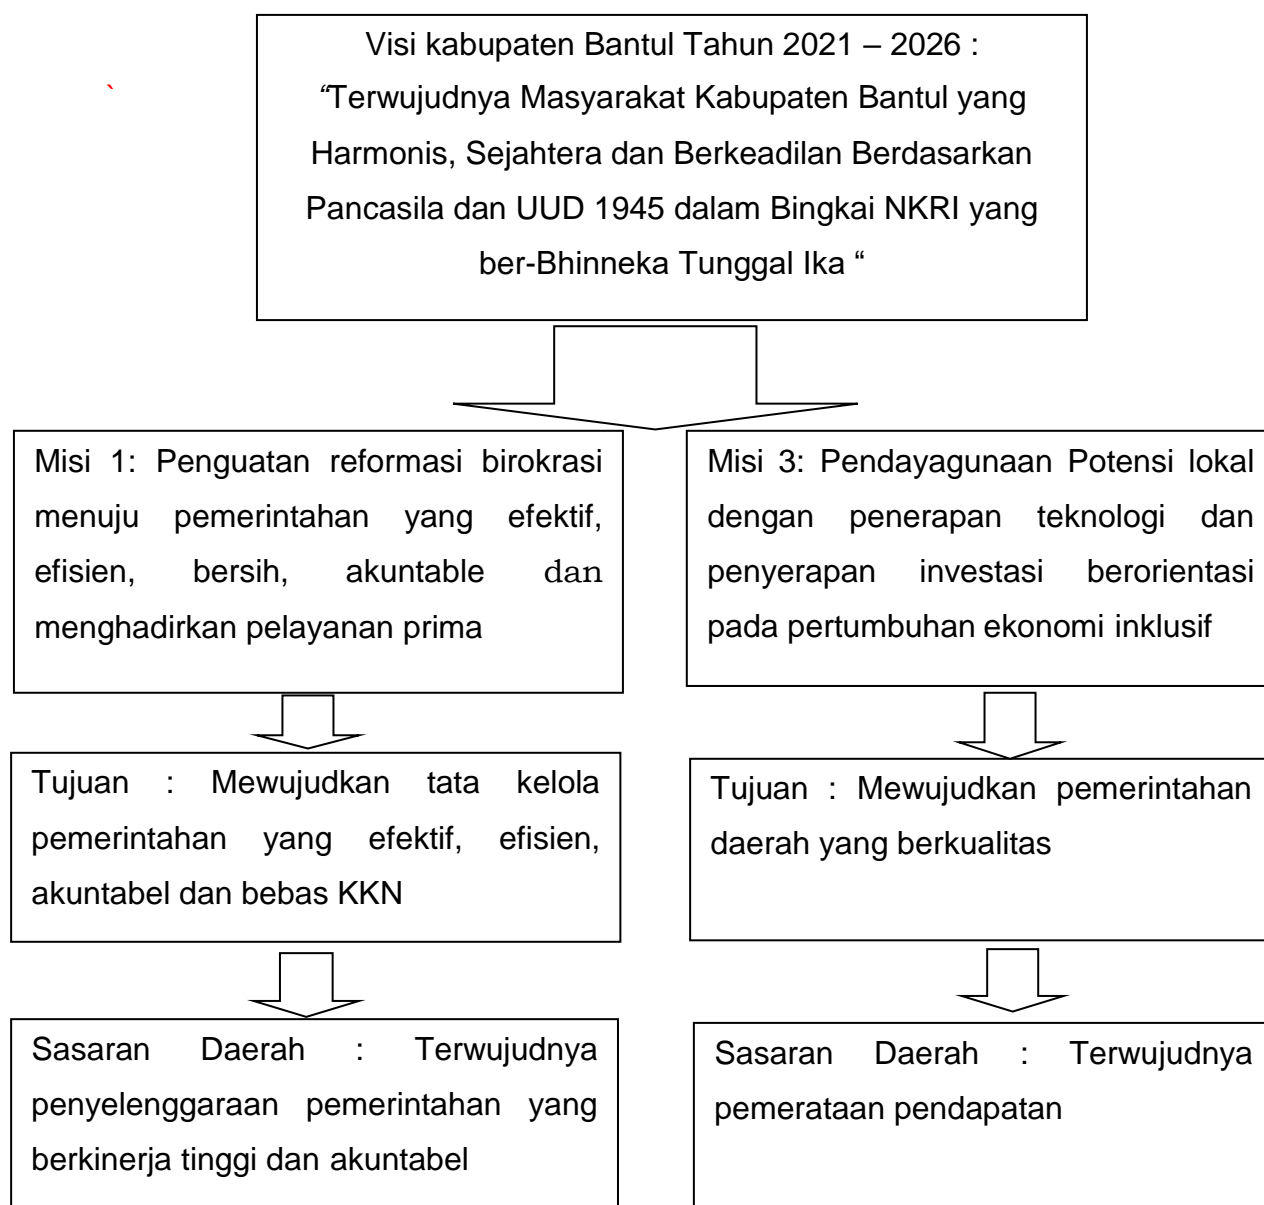 Visi kabupaten Bantul Tahun 2021 – 2026 :
“Terwujudnya Masyarakat Kabupaten Bantul yang
Harmonis, Sejahtera dan Berkeadilan Berdasarkan
Pancasila dan UUD 1945 dalam Bingkai NKRI yang
ber-Bhinneka Tunggal Ika “
`
Misi 1: Penguatan reformasi birokrasi
menuju pemerintahan yang efektif,
efisien, bersih, akuntable dan
menghadirkan pelayanan prima
Misi 3: Pendayagunaan Potensi lokal
dengan penerapan teknologi dan
penyerapan investasi berorientasi
pada pertumbuhan ekonomi inklusif
Tujuan : Mewujudkan tata kelola
pemerintahan yang efektif, efisien,
akuntabel dan bebas KKN
Tujuan : Mewujudkan pemerintahan
daerah yang berkualitas
Sasaran Daerah : Terwujudnya
penyelenggaraan pemerintahan yang
berkinerja tinggi dan akuntabel
Sasaran Daerah : Terwujudnya
pemerataan pendapatan